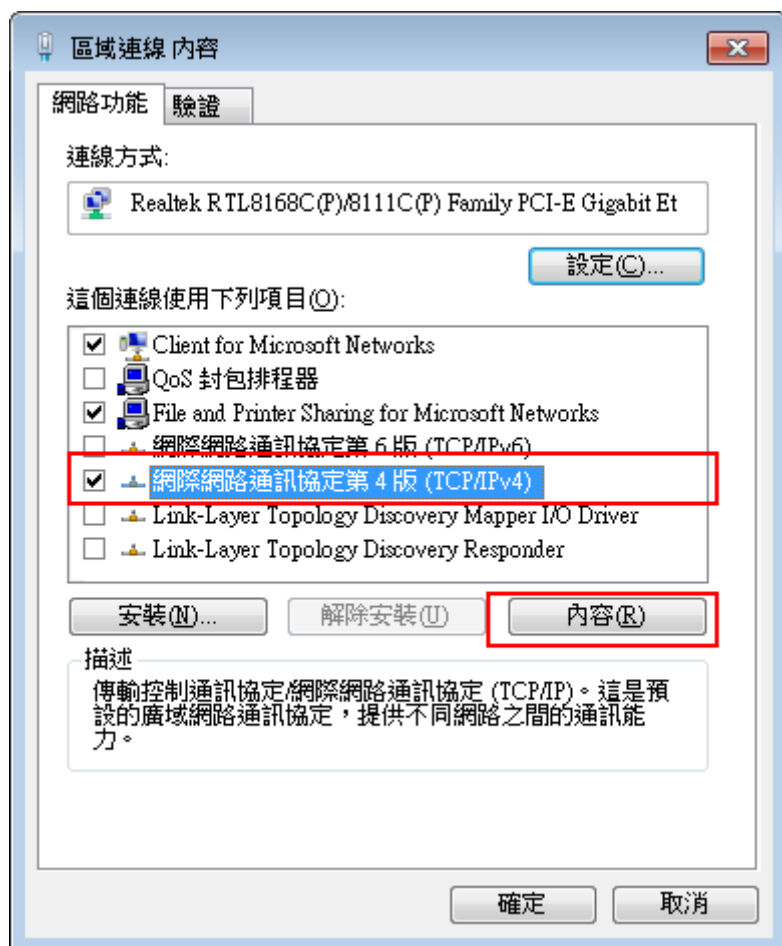 區域連線 內容
網路功能
驗證
連線方式:
Realtek RTL8168C(P)/8111C(P) Family PCI-E Gigabit Et
設定(C)...
這個連線使用下列項目(O):
Client for Microsoft Networks
QoS 封包排程器
File and Printer Sharing for Microsoft Networks
網際網路通訊協定第 6 版 (TCP/IPv6)
網際網路通訊協定第 4 版 (TCP/IPv4)
Link-Layer Topology Discovery Mapper I/O Driver
Link-Layer Topology Discovery Responder
安裝(N)...
解除安裝(U)
內容(R)
描述
傳輸控制通訊協定/網際網路通訊協定 (TCP/IP)。這是預
設的廣域網路通訊協定，提供不同網路之間的通訊能
力。
確定
取消